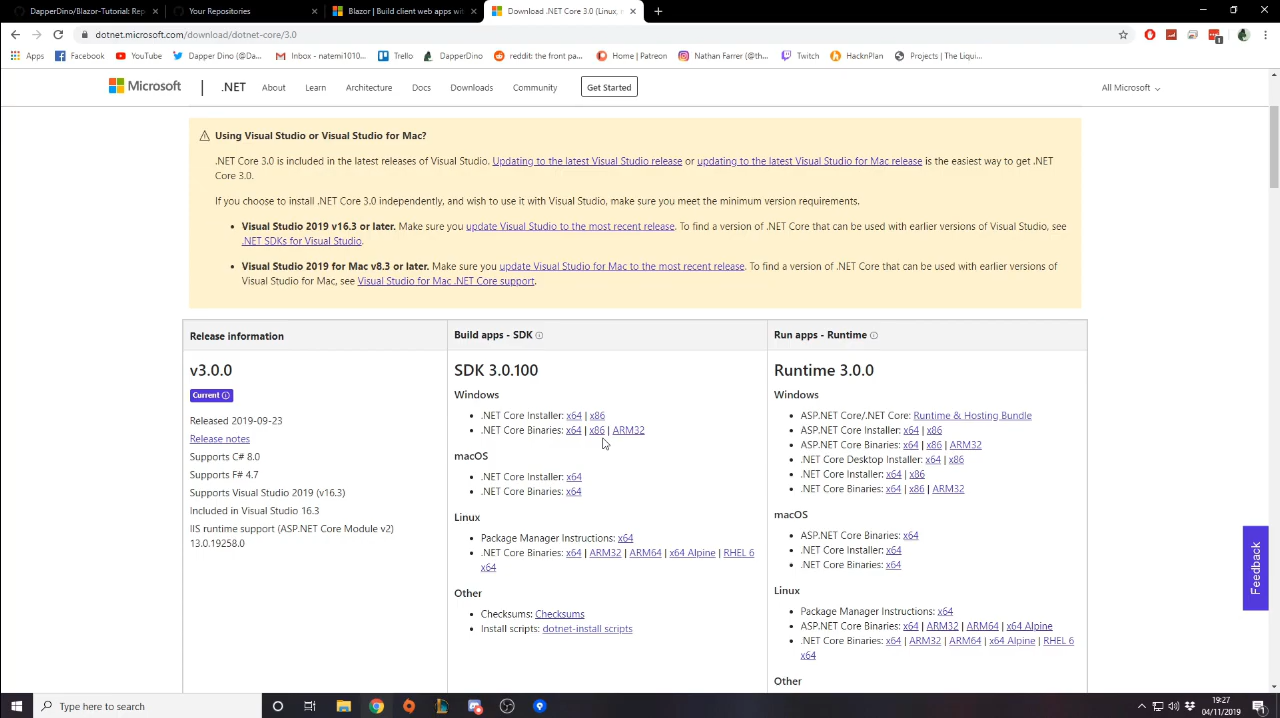 DapperDino/Blazor-Tutorial: Rep
Your Repositories
Blazor | Build client web apps with
Download .NET Core 3.0 (Linux, m
dotnet.microsoft.com/download/dotnet-core/3.0
Apps
Facebook
YouTube
Dapper Dino (@Da...
Inbox - natemi1010...
Trello
DapperDino
reddit: the front pa...
Home | Patreon
Nathan Farrer (@th...
Twitch
HacknPlan
Projects | The Liqui...
Microsoft
.NET
About
Learn
Architecture
Docs
Downloads
Community
Get Started
All Microsoft
Using Visual Studio or Visual Studio for Mac?
.NET Core 3.0 is included in the latest releases of Visual Studio. Updating to the latest Visual Studio release or updating to the latest Visual Studio for Mac release is the easiest way to get .NET
Core 3.0.
If you choose to install .NET Core 3.0 independently, and wish to use it with Visual Studio, make sure you meet the minimum version requirements.
• Visual Studio 2019 v16.3 or later. Make sure you update Visual Studio to the most recent release. To find a version of .NET Core that can be used with earlier versions of Visual Studio, see
.NET SDKs for Visual Studio.
• Visual Studio 2019 for Mac v8.3 or later. Make sure you update Visual Studio for Mac to the most recent release. To find a version of .NET Core that can be used with earlier versions of
Visual Studio for Mac, see Visual Studio for Mac .NET Core support.
Release information
v3.0.0
Current
Released 2019-09-23
Release notes
Supports C# 8.0
Supports F# 4.7
Supports Visual Studio 2019 (v16.3)
Included in Visual Studio 16.3
IIS runtime support (ASP.NET Core Module v2)
13.0.19258.0
Build apps - SDK
SDK 3.0.100
Windows
• .NET Core Installer: x64 | x86
• .NET Core Binaries: x64 | x86 | ARM32
macOS
• .NET Core Installer: x64
• .NET Core Binaries: x64
Linux
• Package Manager Instructions: x64
• .NET Core Binaries: x64 | ARM32 | ARM64 | x64 Alpine | RHEL 6
x64
Other
• Checksums: Checksums
• Install scripts: dotnet-install scripts
Run apps - Runtime
Runtime 3.0.0
Windows
• ASP.NET Core/.NET Core: Runtime & Hosting Bundle
• ASP.NET Core Installer: x64 | x86
• ASP.NET Core Binaries: x64 | x86 | ARM32
• .NET Core Desktop Installer: x64 | x86
• .NET Core Installer: x64 | x86
• .NET Core Binaries: x64 | x86 | ARM32
macOS
• ASP.NET Core Binaries: x64
• .NET Core Installer: x64
• .NET Core Binaries: x64
Linux
• Package Manager Instructions: x64
• ASP.NET Core Binaries: x64 | ARM32 | ARM64 | x64 Alpine
• .NET Core Binaries: x64 | ARM32 | ARM64 | x64 Alpine | RHEL 6
x64
Other
Feedback
Type here to search
19:27
04/11/2019